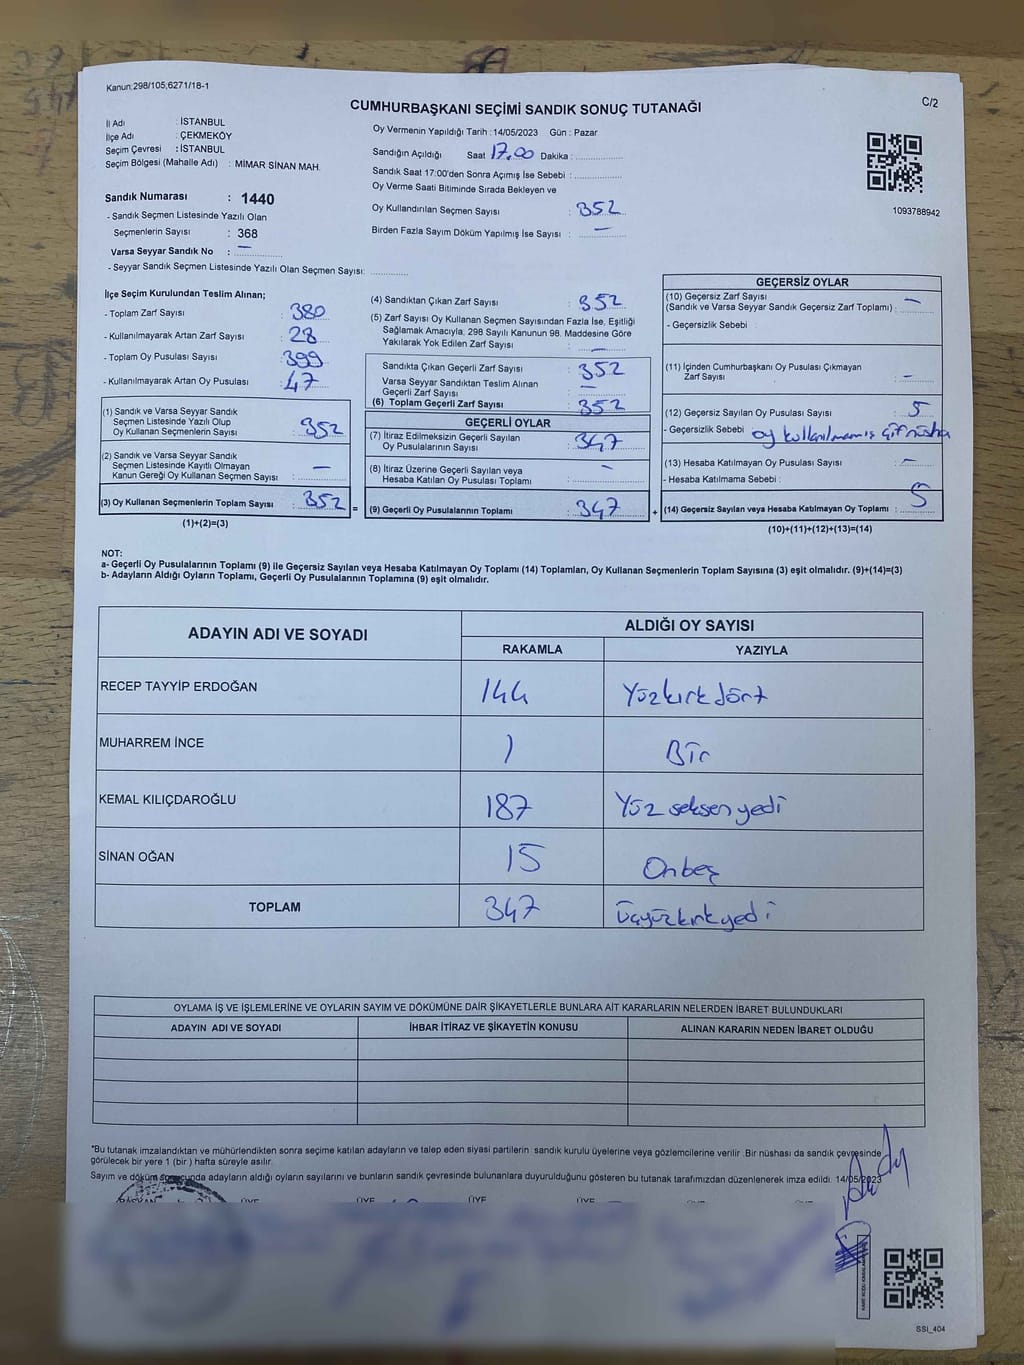 Kanun:298/105;6271/18-1
C/2
CUMHURBAŞKANI SEÇİMİ SANDIK SONUÇ TUTANAĞI
İl Adı : İSTANBUL
İlçe Adı : ÇEKMEKÖY
Seçim Çevresi : İSTANBUL
Seçim Bölgesi (Mahalle Adı) : MİMAR SİNAN MAH.
Sandık Numarası : 1440
- Sandık Seçmen Listesinde Yazılı Olan
Seçmenlerin Sayısı : 368
Varsa Seyyar Sandık No : —
- Seyyar Sandık Seçmen Listesinde Yazılı Olan Seçmen Sayısı: ............
Oy Vermenin Yapıldığı Tarih : 14/05/2023 Gün : Pazar
Sandığın Açıldığı Saat 17.00 Dakika : ............
Sandık Saat 17:00'den Sonra Açımış İse Sebebi : ............
Oy Verme Saati Bitiminde Sırada Bekleyen ve
Oy Kullandırılan Seçmen Sayısı : 352
Birden Fazla Sayım Döküm Yapılmış İse Sayısı : —
1093788942
İlçe Seçim Kurulundan Teslim Alınan;
- Toplam Zarf Sayısı : 380
- Kullanılmayarak Artan Zarf Sayısı : 28
- Toplam Oy Pusulası Sayısı : 399
- Kullanılmayarak Artan Oy Pusulası : 47
(1) Sandık ve Varsa Seyyar Sandık
Seçmen Listesinde Yazılı Olup
Oy Kullanan Seçmenlerin Sayısı : 352
(2) Sandık ve Varsa Seyyar Sandık
Seçmen Listesinde Kayıtlı Olmayan
Kanun Gereği Oy Kullanan Seçmen Sayısı : —
(3) Oy Kullanan Seçmenlerin Toplam Sayısı : 352 =
(1)+(2)=(3)
(4) Sandıktan Çıkan Zarf Sayısı : 352
(5) Zarf Sayısı Oy Kullanan Seçmen Sayısından Fazla İse, Eşitliği
Sağlamak Amacıyla, 298 Sayılı Kanunun 98. Maddesine Göre
Yakılarak Yok Edilen Zarf Sayısı : —
Sandıkta Çıkan Geçerli Zarf Sayısı : 352
Varsa Seyyar Sandıktan Teslim Alınan
Geçerli Zarf Sayısı : —
(6) Toplam Geçerli Zarf Sayısı : 352
GEÇERLİ OYLAR
(7) İtiraz Edilmeksizin Geçerli Sayılan
Oy Pusulalarının Sayısı : 347
(8) İtiraz Üzerine Geçerli Sayılan veya
Hesaba Katılan Oy Pusulası Toplamı : —
(9) Geçerli Oy Pusulalarının Toplamı : 347 +
GEÇERSİZ OYLAR
(10) Geçersiz Zarf Sayısı
(Sandık ve Varsa Seyyar Sandık Geçersiz Zarf Toplamı) : —
- Geçersizlik Sebebi :
(11) İçinden Cumhurbaşkanı Oy Pusulası Çıkmayan
Zarf Sayısı : —
(12) Geçersiz Sayılan Oy Pusulası Sayısı : 5
- Geçersizlik Sebebi : oy kullanılmamış
(13) Hesaba Katılmayan Oy Pusulası Sayısı : —
- Hesaba Katılmama Sebebi :
(14) Geçersiz Sayılan veya Hesaba Katılmayan Oy Toplamı : 5
(10)+(11)+(12)+(13)=(14)
NOT:
a- Geçerli Oy Pusulalarının Toplamı (9) ile Geçersiz Sayılan veya Hesaba Katılmayan Oy Toplamı (14) Toplamları, Oy Kullanan Seçmenlerin Toplam Sayısına (3) eşit olmalıdır. (9)+(14)=(3)
b- Adayların Aldığı Oyların Toplamı, Geçerli Oy Pusulalarının Toplamına (9) eşit olmalıdır.
ADAYIN ADI VE SOYADI
ALDIĞI OY SAYISI
RAKAMLA YAZIYLA
RECEP TAYYİP ERDOĞAN 144 Yüzkırkdört
MUHARREM İNCE 1 Bir
KEMAL KILIÇDAROĞLU 187 Yüz seksenyedi
SİNAN OĞAN 15 Onbeş
TOPLAM 347 Üçyüzkırkyedi
OYLAMA İŞ VE İŞLEMLERİNE VE OYLARIN SAYIM VE DÖKÜMÜNE DAİR ŞİKAYETLERLE BUNLARA AİT KARARLARIN NELERDEN İBARET BULUNDUKLARI
ADAYIN ADI VE SOYADI İHBAR İTİRAZ VE ŞİKAYETİN KONUSU ALINAN KARARIN NEDEN İBARET OLDUĞU
*Bu tutanak imzalandıktan ve mühürlendikten sonra seçime katılan adayların ve talep eden siyasi partilerin sandık kurulu üyelerine veya gözlemcilerine verilir. Bir nüshası da sandık çevresinde
görülecek bir yere 1 (bir ) hafta süreyle asılır.
Sayım ve döküm sonucunda adayların aldığı oyların sayılarını ve bunların sandık çevresinde bulunanlara duyurulduğunu gösteren bu tutanak tarafımızdan düzenlenerek imza edildi. 14/05/2023
BAŞKAN ÜYE ÜYE ÜYE
SSI_404